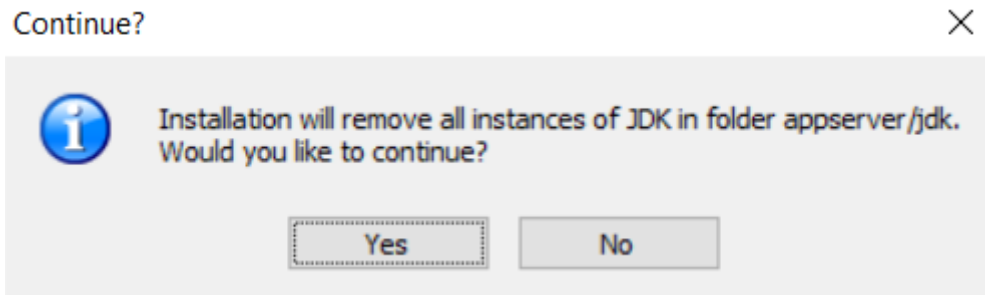 Continue?
Installation will remove all instances of JDK in folder appserver/jdk.
Would you like to continue?
Yes
No